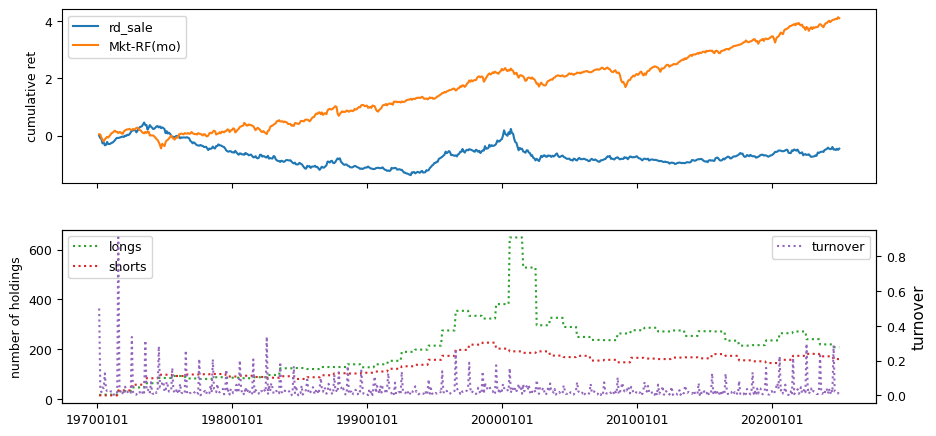 4
2
0
cumulative ret
rd_sale
Mkt-RF(mo)
600
400
200
0
number of holdings
longs
shorts
turnover
0.8
0.6
0.4
0.2
0.0
turnover
19700101 19800101 19900101 20000101 20100101 20200101